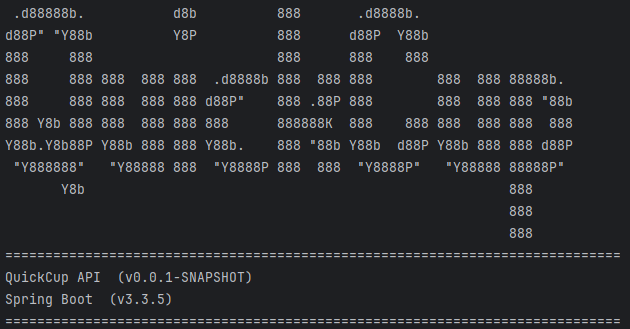 .d88888b.           d8b          888       .d8888b.
d88P" "Y88b          Y8P          888      d88P  Y88b
888     888                       888      888    888
888     888 888  888 888  .d8888b 888  888 888        888  888 88888b.
888     888 888  888 888 d88P"    888 .88P 888        888  888 888 "88b
888 Y8b 888 888  888 888 888      888888K  888    888 888  888 888  888
Y88b.Y8b88P Y88b 888 888 Y88b.    888 "88b Y88b  d88P Y88b 888 888 d88P
 "Y888888"   "Y88888 888  "Y8888P 888  888  "Y8888P"   "Y88888 88888P"
       Y8b                                                     888
                                                               888
                                                               888
=============================================================================
QuickCup API  (v0.0.1-SNAPSHOT)
Spring Boot  (v3.3.5)
=============================================================================